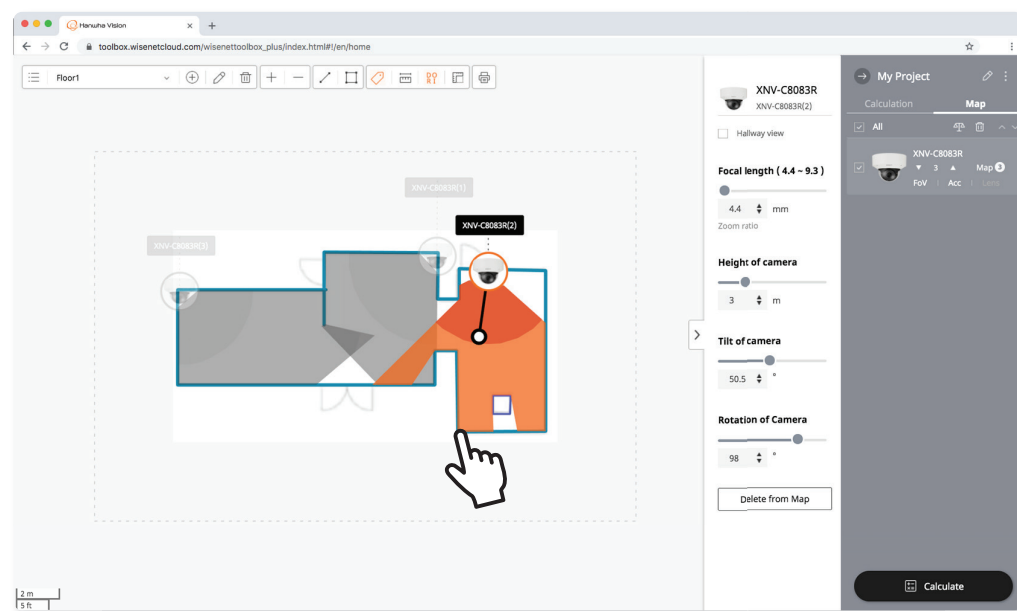 Hanwha Vision
toolbox.wisenetcloud.com/wisenettoolbox_plus/index.html#!/en/home
Floor1
XNV-C8083R(1)
XNV-C8083R(2)
XNV-C8083R(3)
2 m
5 ft
XNV-C8083R
XNV-C8083R(2)
Hallway view
Focal length ( 4.4 ~ 9.3 )
4.4 mm
Zoom ratio
Height of camera
3 m
Tilt of camera
50.5 °
Rotation of Camera
98 °
Delete from Map
My Project
Calculation Map
All
XNV-C8083R
3 Map 3
FoV Acc Lens
Calculate